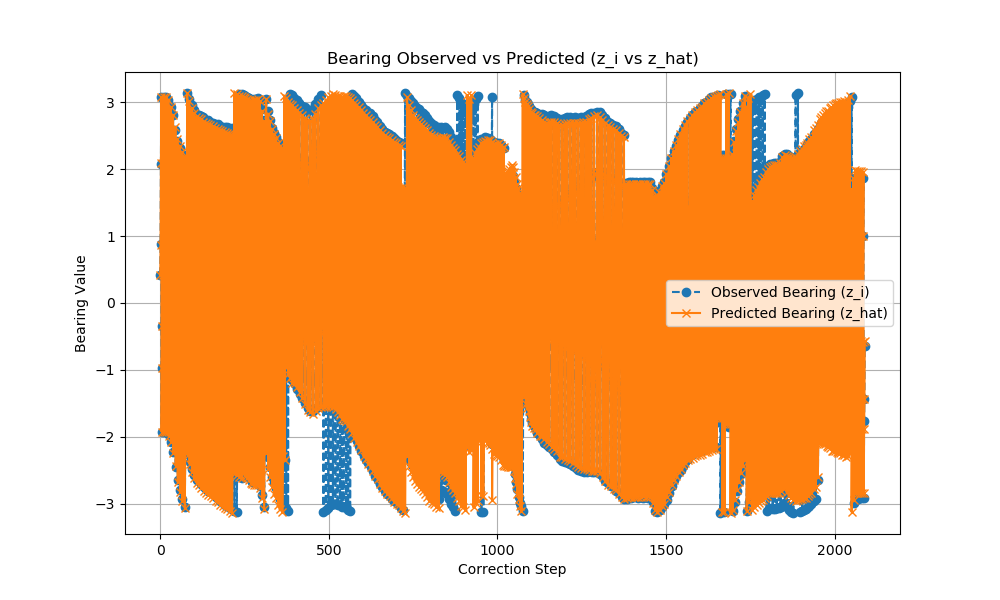 Bearing Observed vs Predicted (z_i vs z_hat)
3
2
1
0
−1
−2
−3
Bearing Value
Observed Bearing (z_i)
Predicted Bearing (z_hat)
0
500
1000
1500
2000
Correction Step